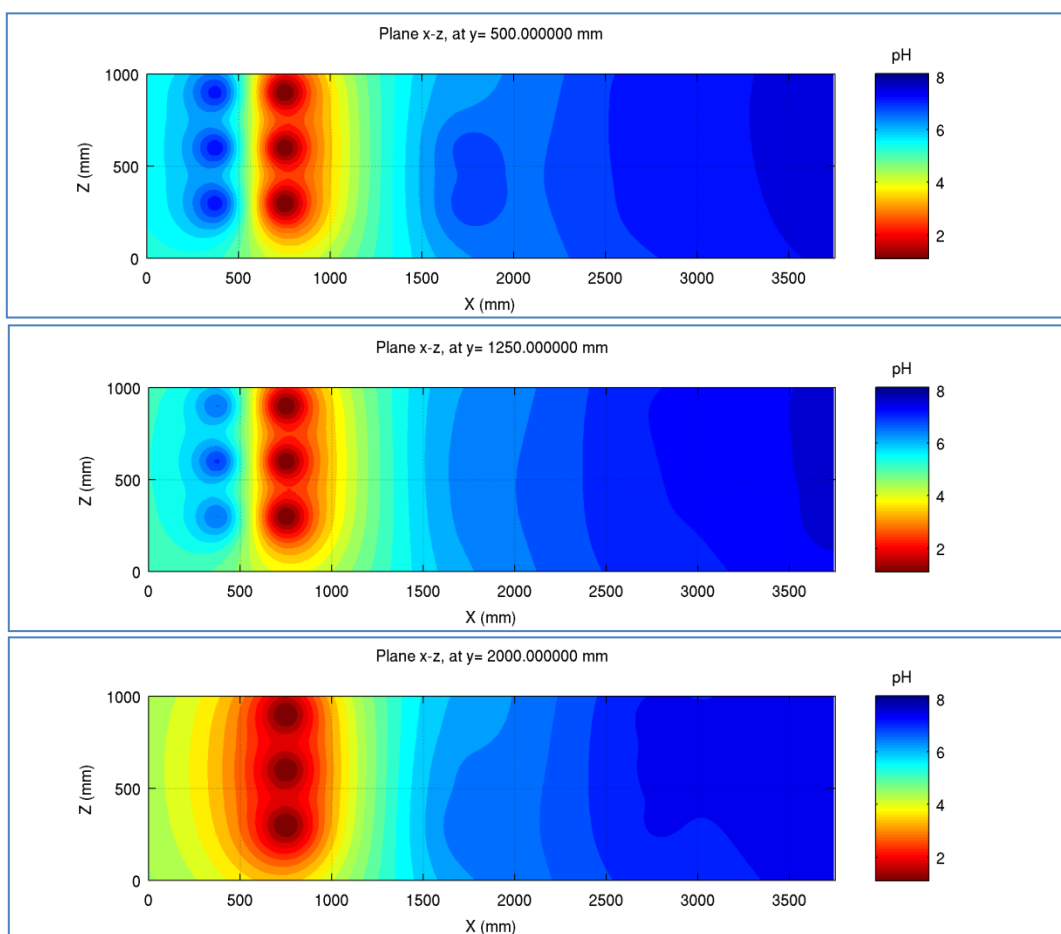 Plane x-z, at y= 500.000000 mm
pH
1000
500
0
Z (mm)
0 500 1000 1500 2000 2500 3000 3500
X (mm)
8
6
4
2
Plane x-z, at y= 1250.000000 mm
pH
1000
500
0
Z (mm)
0 500 1000 1500 2000 2500 3000 3500
X (mm)
8
6
4
2
Plane x-z, at y= 2000.000000 mm
pH
1000
500
0
Z (mm)
0 500 1000 1500 2000 2500 3000 3500
X (mm)
8
6
4
2